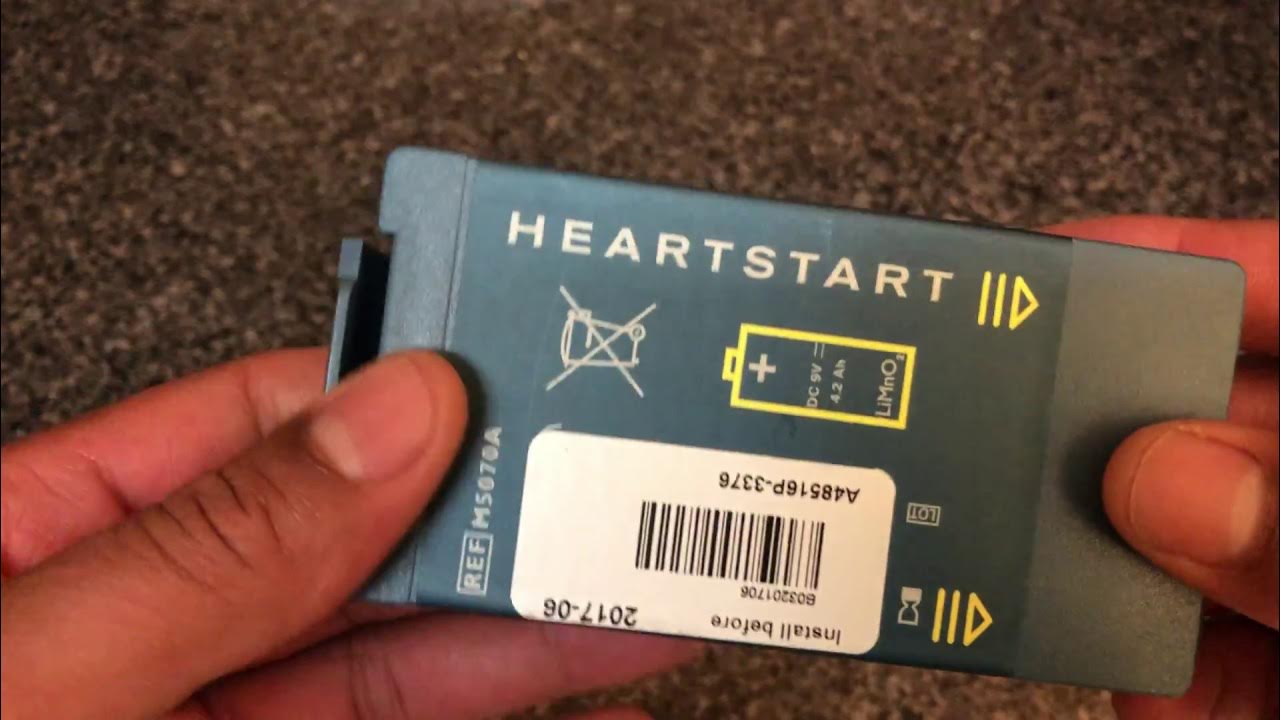 HEARTSTART
DC 9V
4.2 Ah
LiMnO2
REF M5070A
LOT
Install before 2017-06
B03201706
A48516P-3376